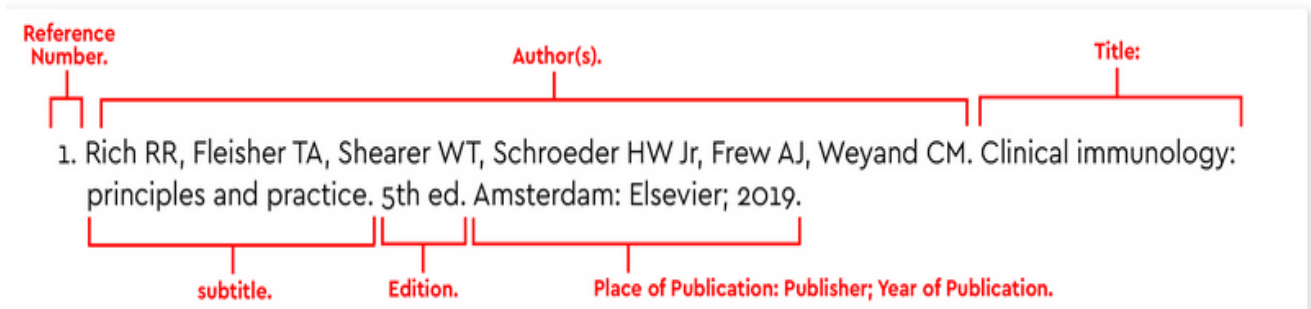 Reference
Number.
Author(s).
Title:
1. Rich RR, Fleisher TA, Shearer WT, Schroeder HW Jr, Frew AJ, Weyand CM. Clinical immunology:
principles and practice. 5th ed. Amsterdam: Elsevier; 2019.
subtitle.
Edition.
Place of Publication: Publisher; Year of Publication.